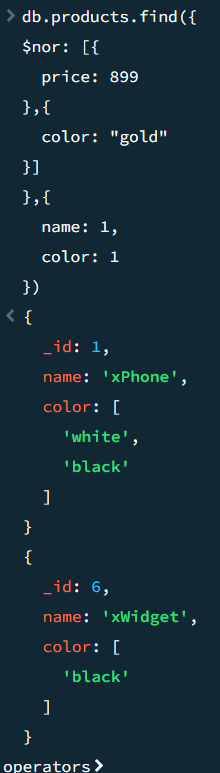 > db.products.find({
$nor: [{
price: 899
},{
color: "gold"
}]
},{
name: 1,
color: 1
})
< {
_id: 1,
name: 'xPhone',
color: [
'white',
'black'
]
}
{
_id: 6,
name: 'xWidget',
color: [
'black'
]
}
operators>